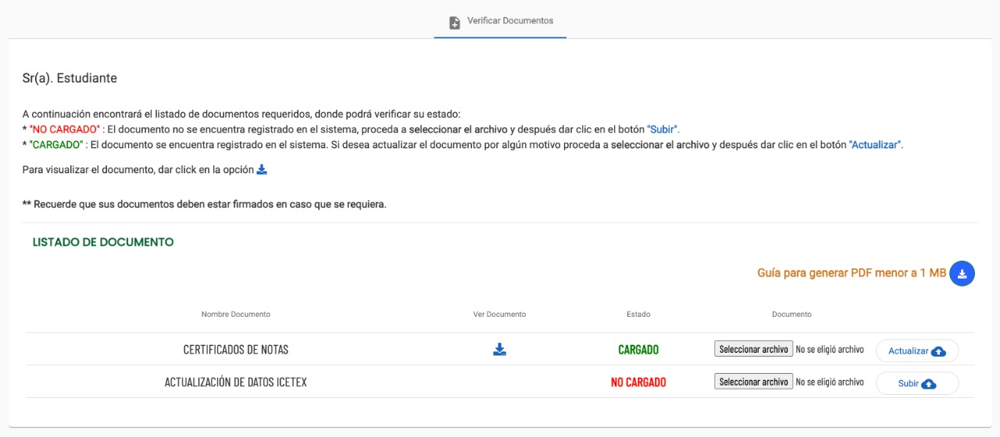 Verificar Documentos
Sr(a). Estudiante
A continuación encontrará el listado de documentos requeridos, donde podrá verificar su estado:
* "NO CARGADO" : El documento no se encuentra registrado en el sistema, proceda a seleccionar el archivo y después dar clic en el botón "Subir".
* "CARGADO" : El documento se encuentra registrado en el sistema. Si desea actualizar el documento por algún motivo proceda a seleccionar el archivo y después dar clic en el botón "Actualizar".
Para visualizar el documento, dar click en la opción
** Recuerde que sus documentos deben estar firmados en caso que se requiera.
LISTADO DE DOCUMENTO
Guía para generar PDF menor a 1 MB
Nombre Documento Ver Documento Estado Documento
CERTIFICADOS DE NOTAS CARGADO Seleccionar archivo No se eligió archivo Actualizar
ACTUALIZACIÓN DE DATOS ICETEX NO CARGADO Seleccionar archivo No se eligió archivo Subir